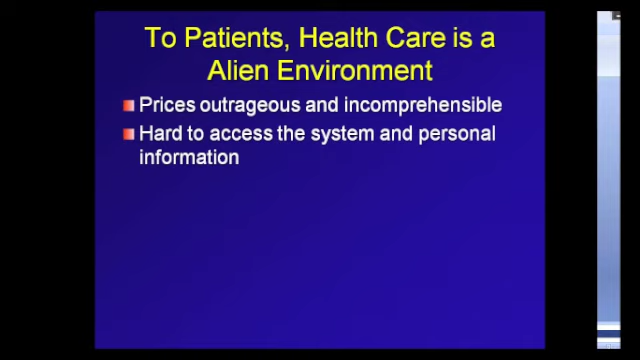 To Patients, Health Care is a
Alien Environment
Prices outrageous and incomprehensible
Hard to access the system and personal
information